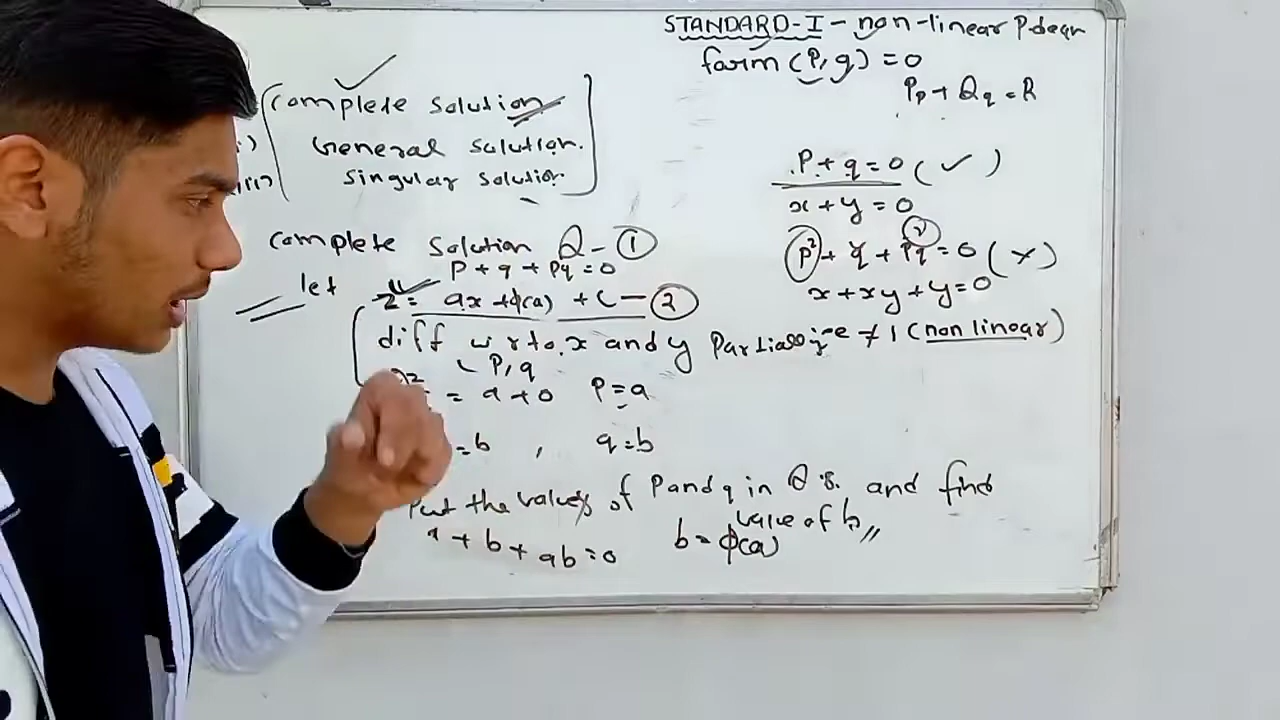 STANDARD-I - non-linear P.deqn
form (P, q) = 0
Pp + Qq = R
complete solution
General solution.
singular solution
P + q = 0 (✓)
x + y = 0
p² + q + pq = 0 (×)
2
x + xy + y = 0
≠ 1 (non linear)
complete solution Q - ①
P + q + Pq = 0
let z = ax + ϕ(a) + c — ②
diff w r to x and y Partially
P, q
= a + 0 P = a
= b , q = b
Put the values of P and q in and find
value of b,,
a + b + ab = 0 b = ϕ(a)